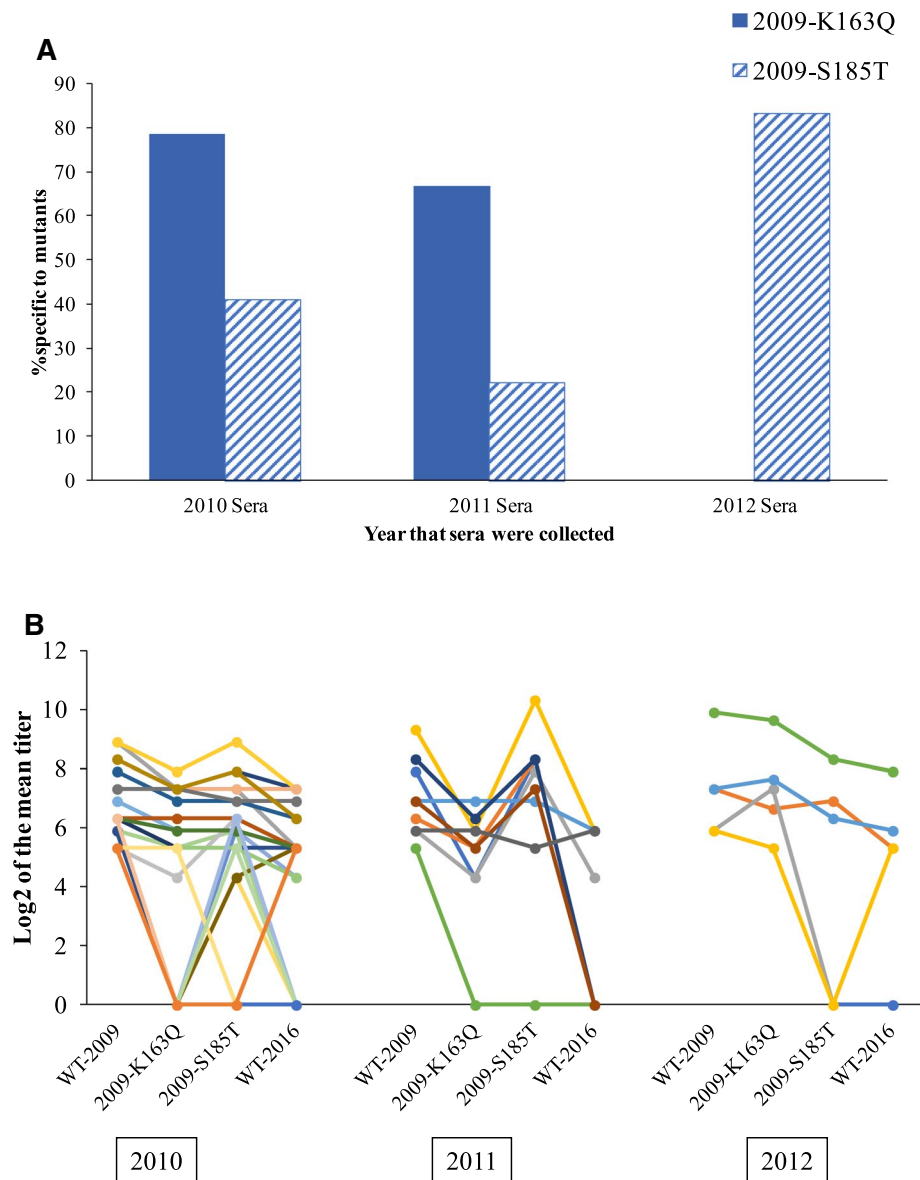 2009-K163Q
2009-S185T
A
90
80
70
60
50
40
30
20
10
0
%specific to mutants
2010 Sera
2011 Sera
2012 Sera
Year that sera were collected
B
12
10
8
6
4
2
0
Log2 of the mean titer
WT-2009
2009-K163Q
2009-S185T
WT-2016
WT-2009
2009-K163Q
2009-S185T
WT-2016
WT-2009
2009-K163Q
2009-S185T
WT-2016
2010
2011
2012